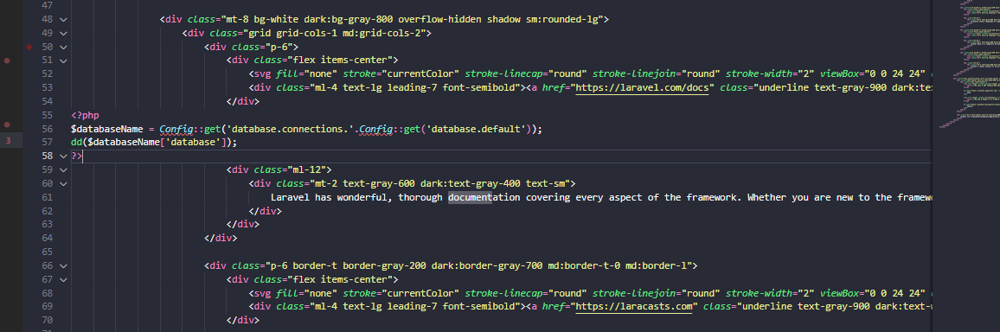 47
48 <div class="mt-8 bg-white dark:bg-gray-800 overflow-hidden shadow sm:rounded-lg">
49 <div class="grid grid-cols-1 md:grid-cols-2">
50 <div class="p-6">
51 <div class="flex items-center">
52 <svg fill="none" stroke="currentColor" stroke-linecap="round" stroke-linejoin="round" stroke-width="2" viewBox="0 0 24 24"
53 <div class="ml-4 text-lg leading-7 font-semibold"><a href="https://laravel.com/docs" class="underline text-gray-900 dark:te
54 </div>
55 <?php
56 $databaseName = Config::get('database.connections.'.Config::get('database.default'));
3 57 dd($databaseName['database']);
58 ?>
59 <div class="ml-12">
60 <div class="mt-2 text-gray-600 dark:text-gray-400 text-sm">
61 Laravel has wonderful, thorough documentation covering every aspect of the framework. Whether you are new to the framew
62 </div>
63 </div>
64 </div>
65
66 <div class="p-6 border-t border-gray-200 dark:border-gray-700 md:border-t-0 md:border-l">
67 <div class="flex items-center">
68 <svg fill="none" stroke="currentColor" stroke-linecap="round" stroke-linejoin="round" stroke-width="2" viewBox="0 0 24 24"
69 <div class="ml-4 text-lg leading-7 font-semibold"><a href="https://laracasts.com" class="underline text-gray-900 dark:text-
70 </div>